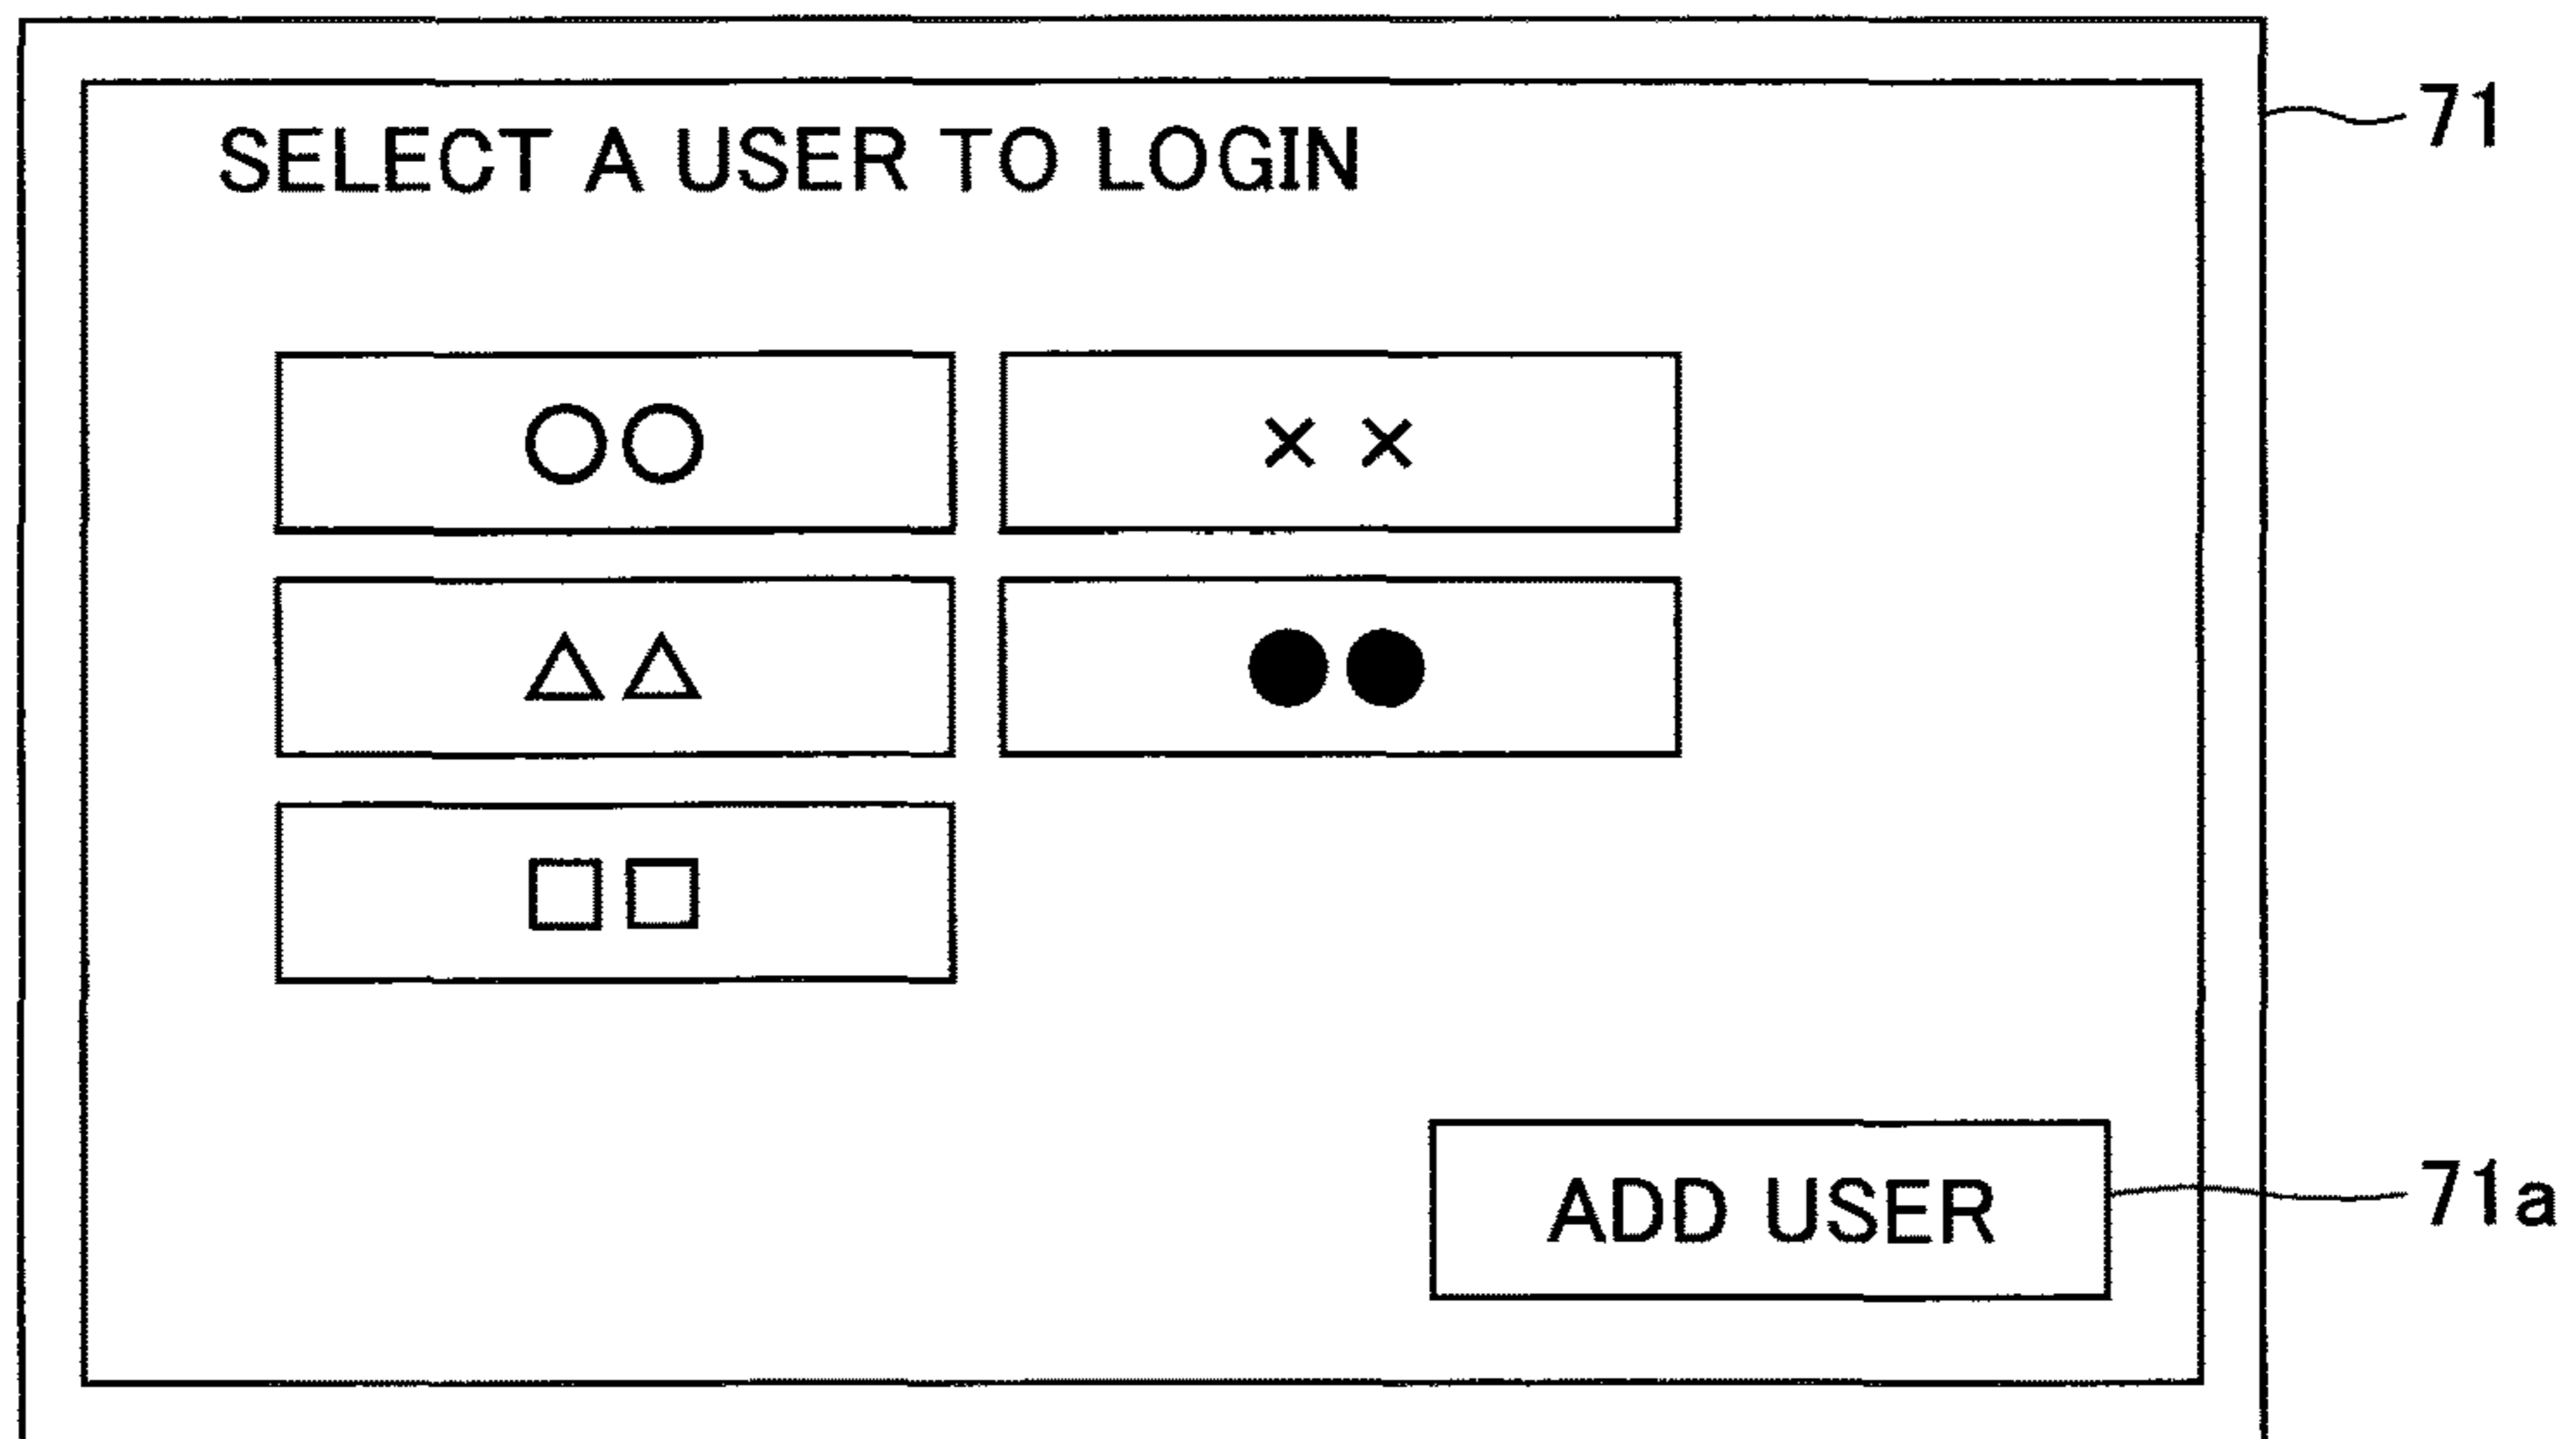 SELECT A USER TO LOGIN
71
○○
××
△△
●●
□□
ADD USER
71a